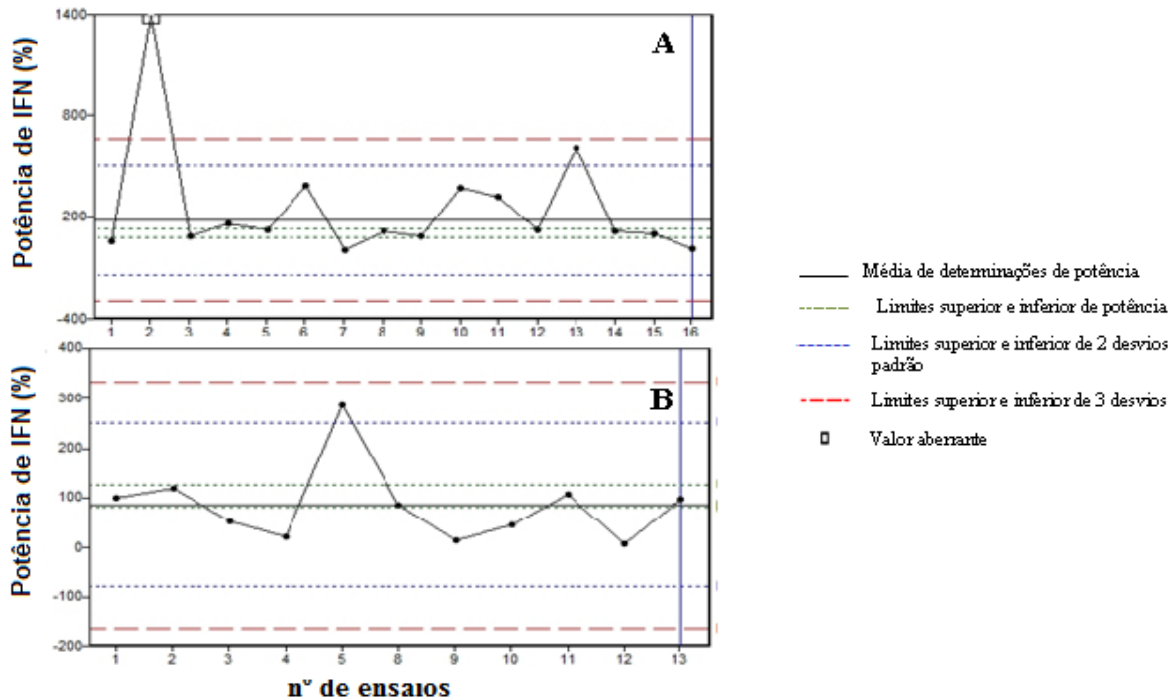 Potência de IFN (%)
A
1400
800
200
-400
1 2 3 4 5 6 7 8 9 10 11 12 13 14 15 16
Potência de IFN (%)
B
400
300
200
100
0
-100
-200
1 2 3 4 5 8 9 10 11 12 13
n° de ensaios
Média de determinações de potência
Limites superior e inferior de potência
Limites superior e inferior de 2 desvios
padrão
Limites superior e inferior de 3 desvios
Valor aberrante